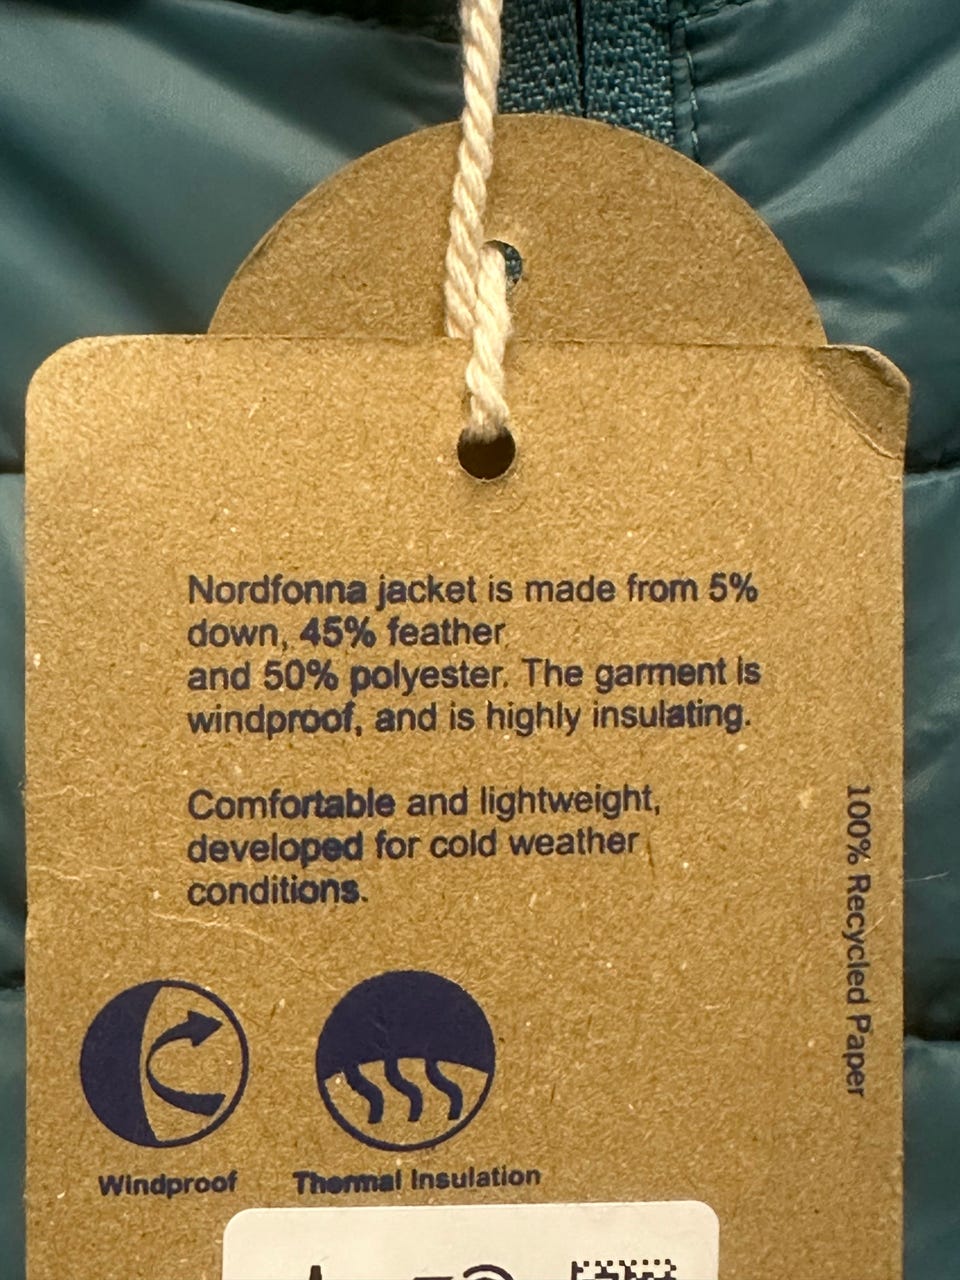 Nordfonna jacket is made from 5%
down, 45% feather
and 50% polyester. The garment is
windproof, and is highly insulating.
Comfortable and lightweight,
developed for cold weather
conditions.
100% Recycled Paper
Windproof
Thermal Insulation